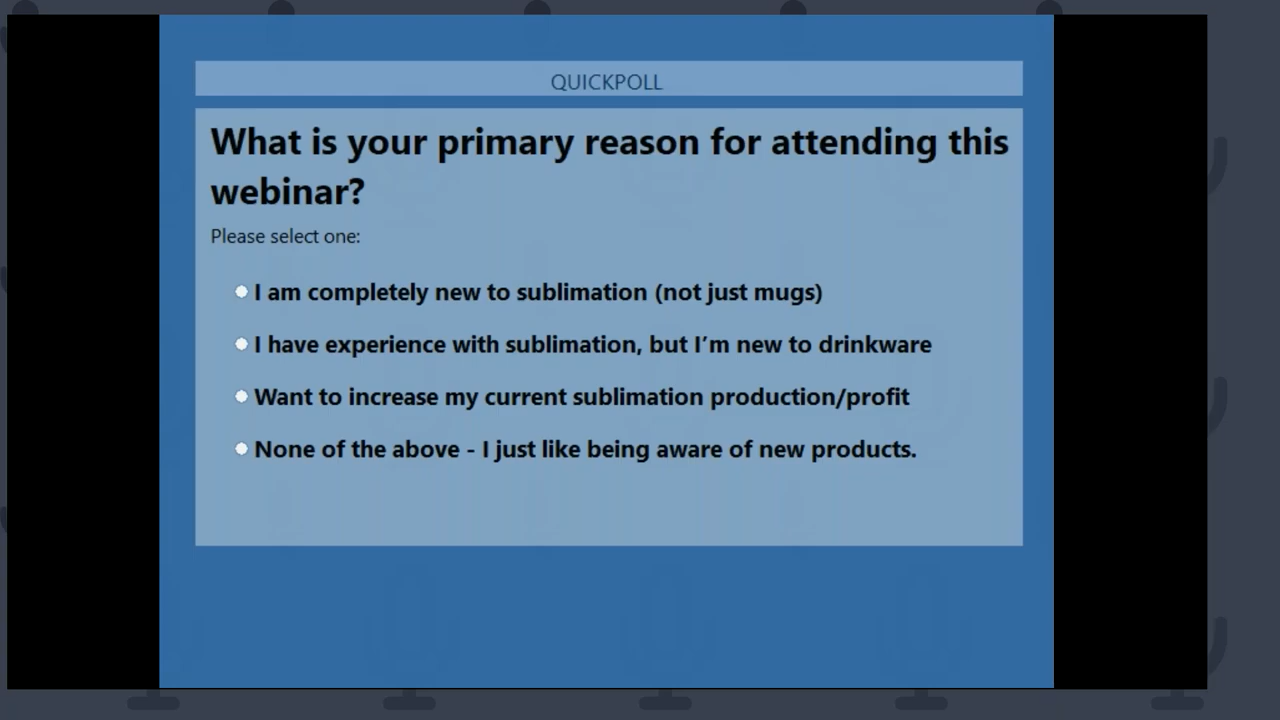 QUICKPOLL
What is your primary reason for attending this
webinar?
Please select one:
I am completely new to sublimation (not just mugs)
I have experience with sublimation, but I’m new to drinkware
Want to increase my current sublimation production/profit
None of the above - I just like being aware of new products.